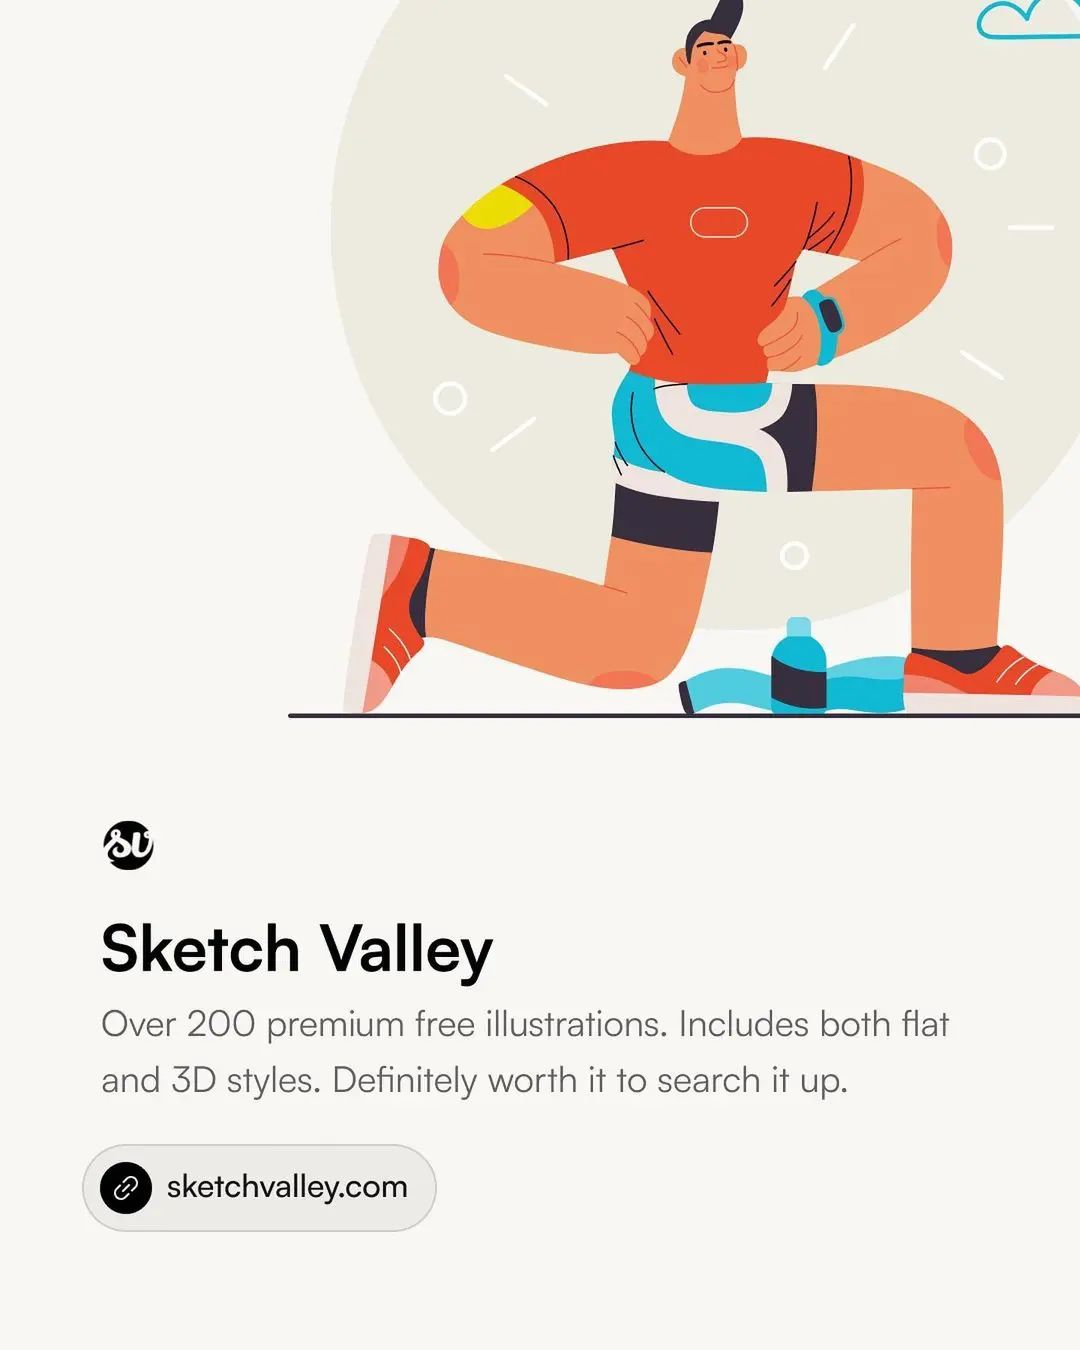 sv
Sketch Valley
Over 200 premium free illustrations. Includes both flat
and 3D styles. Definitely worth it to search it up.
sketchvalley.com